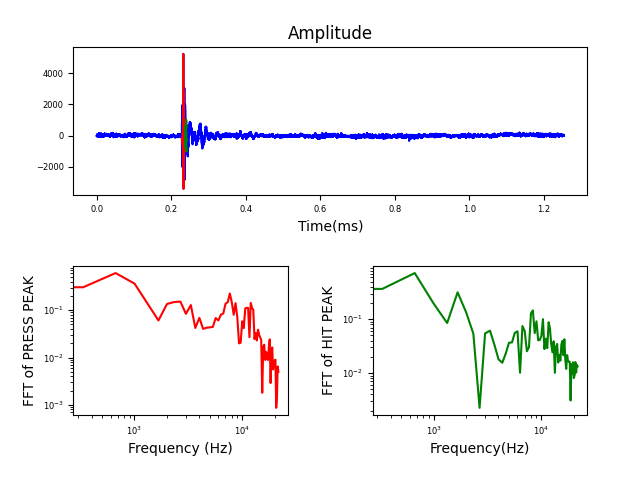 Amplitude
4000
2000
0
−2000
0.0 0.2 0.4 0.6 0.8 1.0 1.2
Time(ms)
FFT of PRESS PEAK
10⁻¹
10⁻²
10⁻³
10³ 10⁴
Frequency (Hz)
FFT of HIT PEAK
10⁻¹
10⁻²
10³ 10⁴
Frequency(Hz)